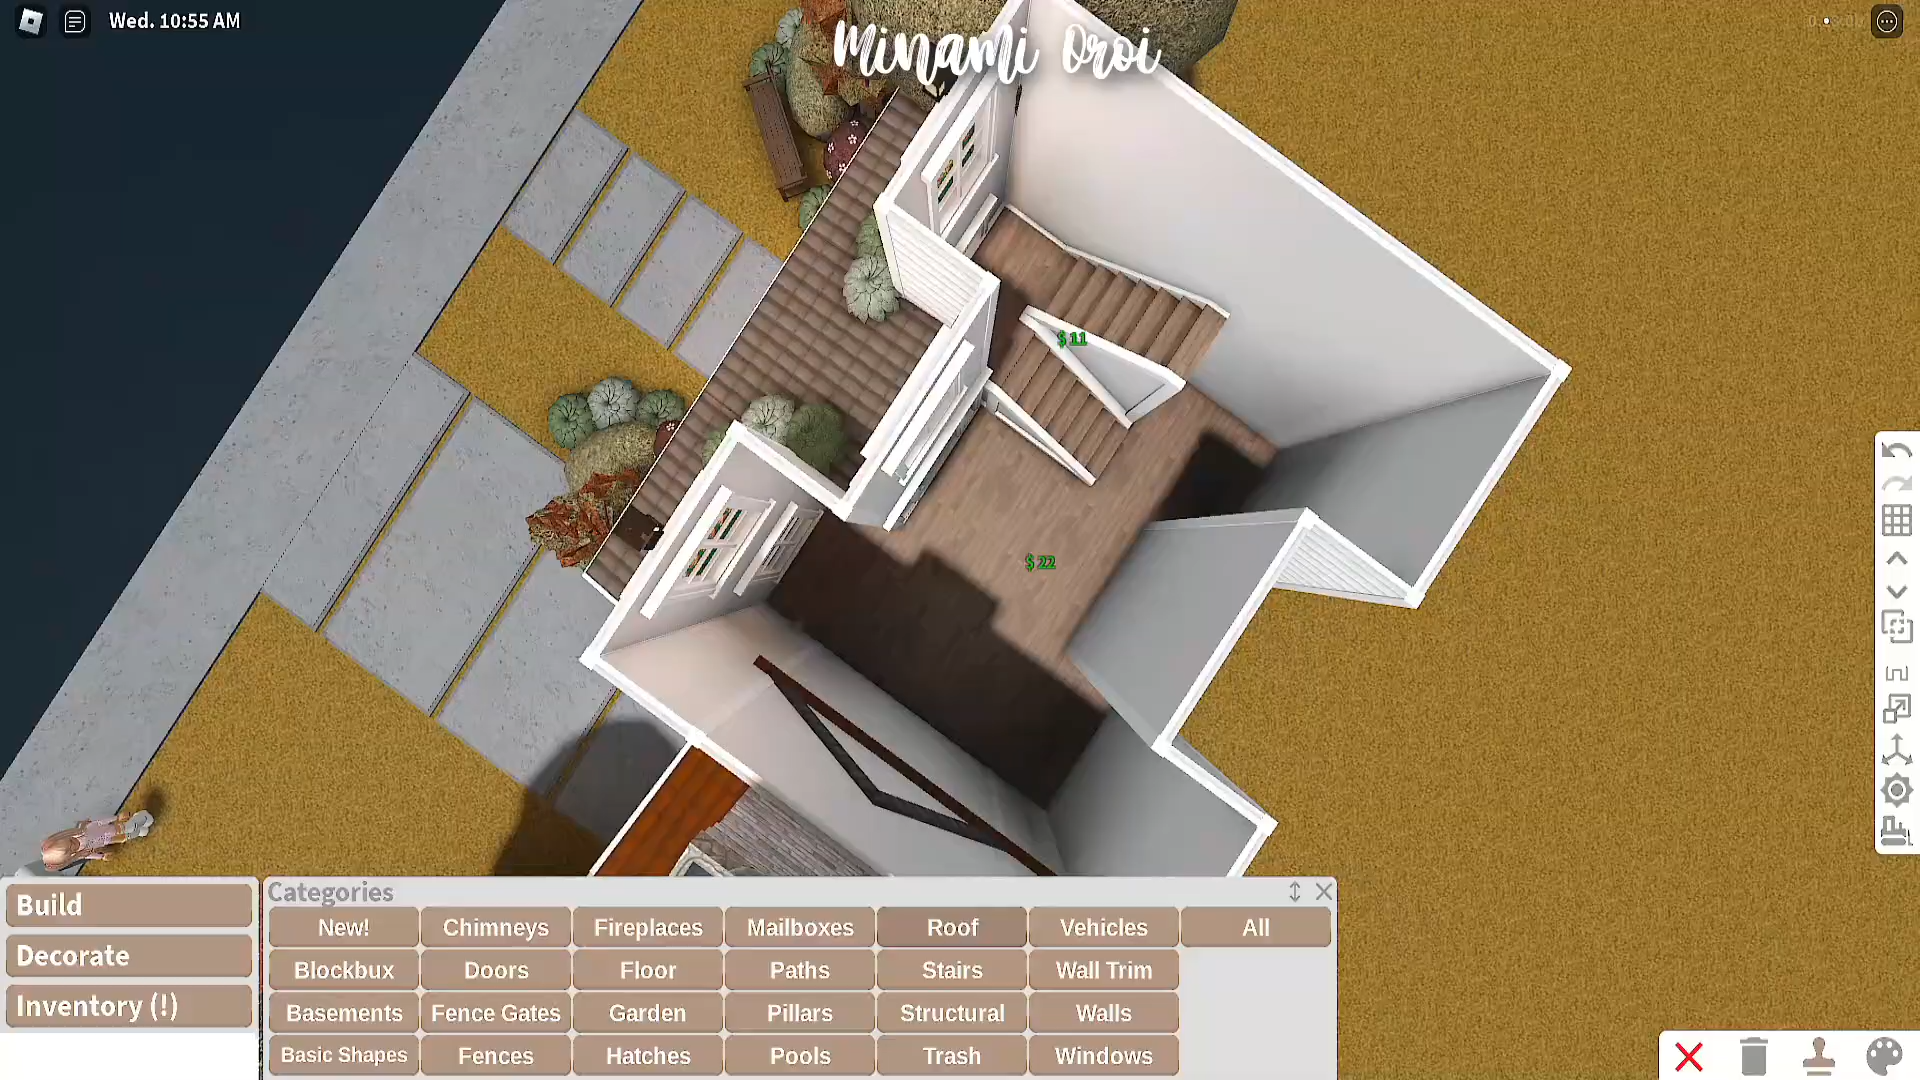 Wed. 10:55 AM
Minami Oroi
$ 11
$ 22
Build
Decorate
Inventory (!)
Categories
New! Chimneys Fireplaces Mailboxes Roof Vehicles All
Blockbux Doors Floor Paths Stairs Wall Trim
Basements Fence Gates Garden Pillars Structural Walls
Basic Shapes Fences Hatches Pools Trash Windows